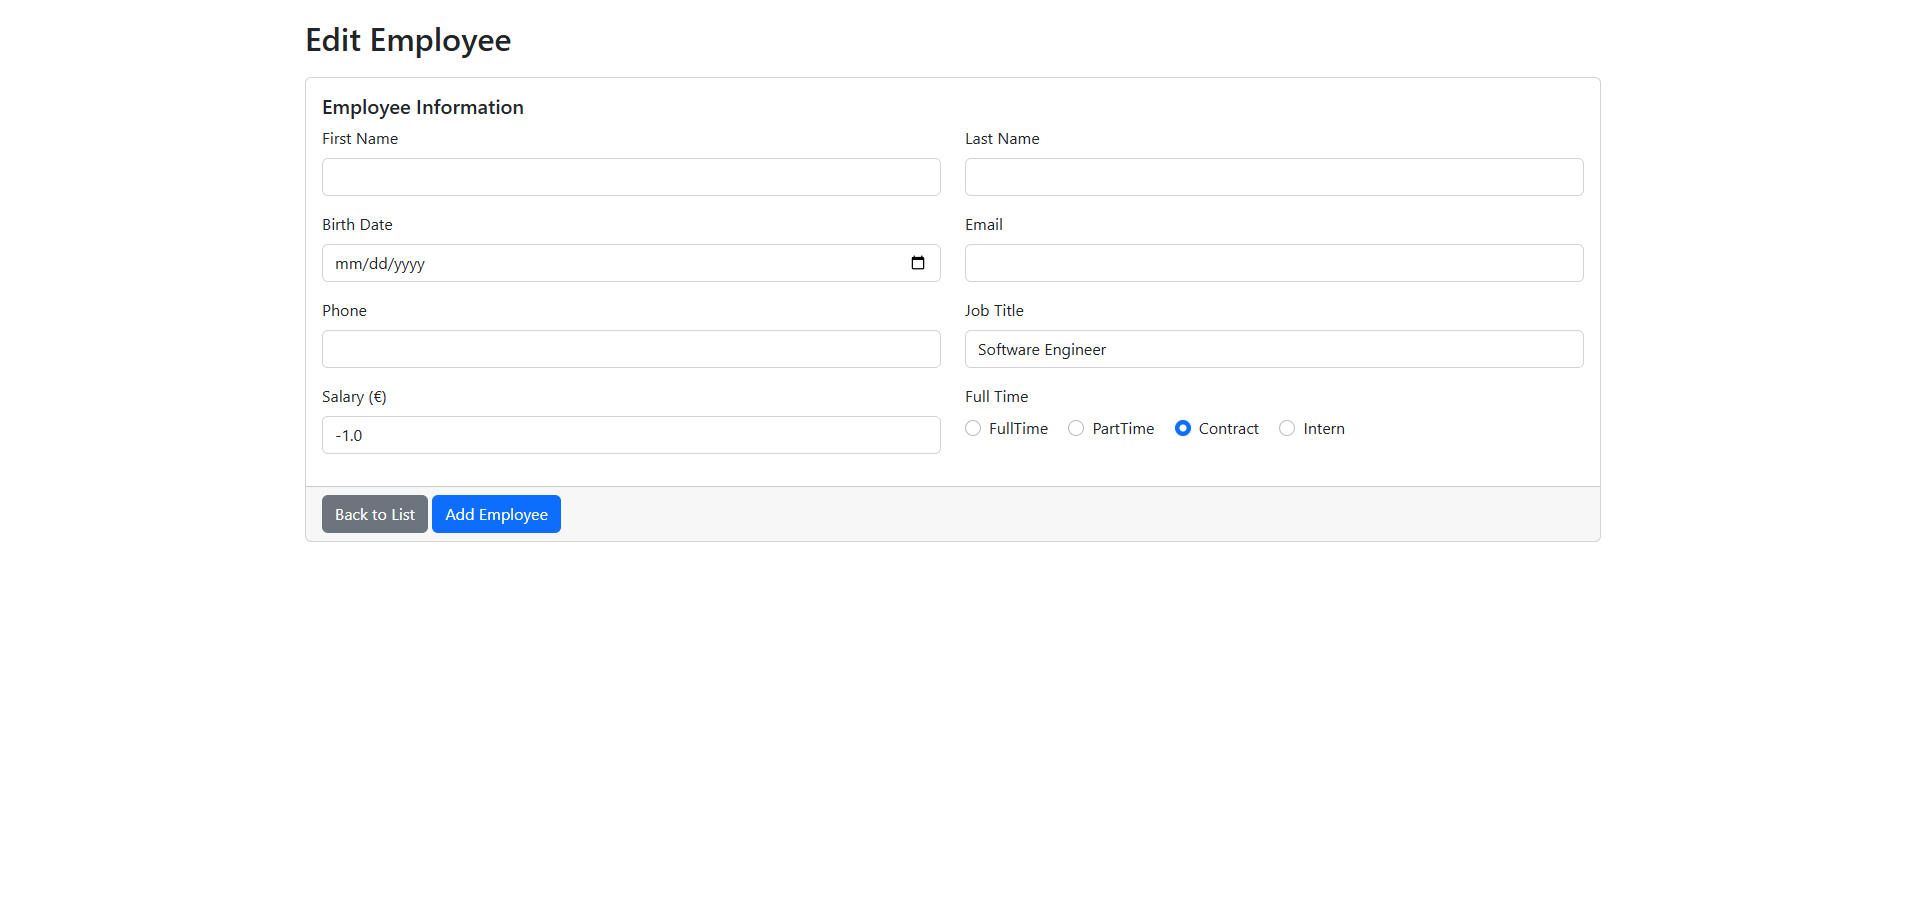 Edit Employee
Employee Information
First Name
Last Name
Birth Date
Email
mm/dd/yyyy
Phone
Job Title
Software Engineer
Salary (€)
Full Time
-1.0
FullTime PartTime Contract Intern
Back to List Add Employee